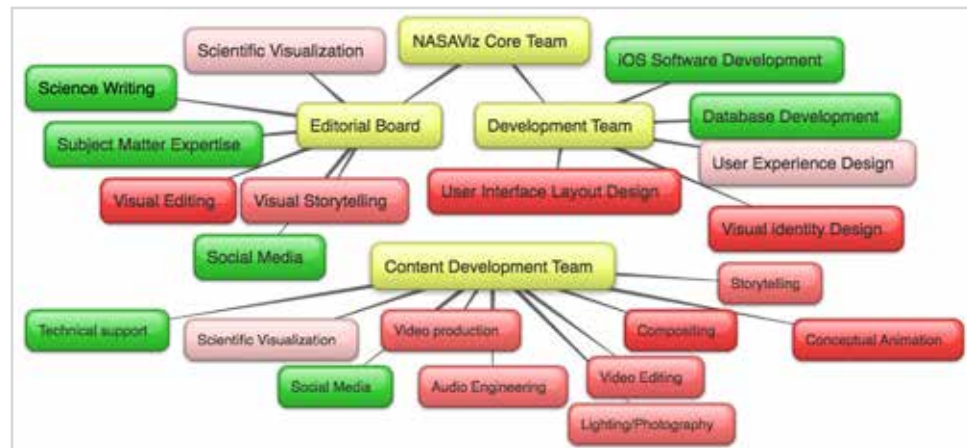 NASAViz Core Team
Scientific Visualization
iOS Software Development
Science Writing
Editorial Board
Development Team
Database Development
Subject Matter Expertise
User Experience Design
Visual Editing
Visual Storytelling
User Interface Layout Design
Visual identity Design
Social Media
Content Development Team
Storytelling
Technical support
Scientific Visualization
Video production
Compositing
Conceptual Animation
Social Media
Audio Engineering
Video Editing
Lighting/Photography